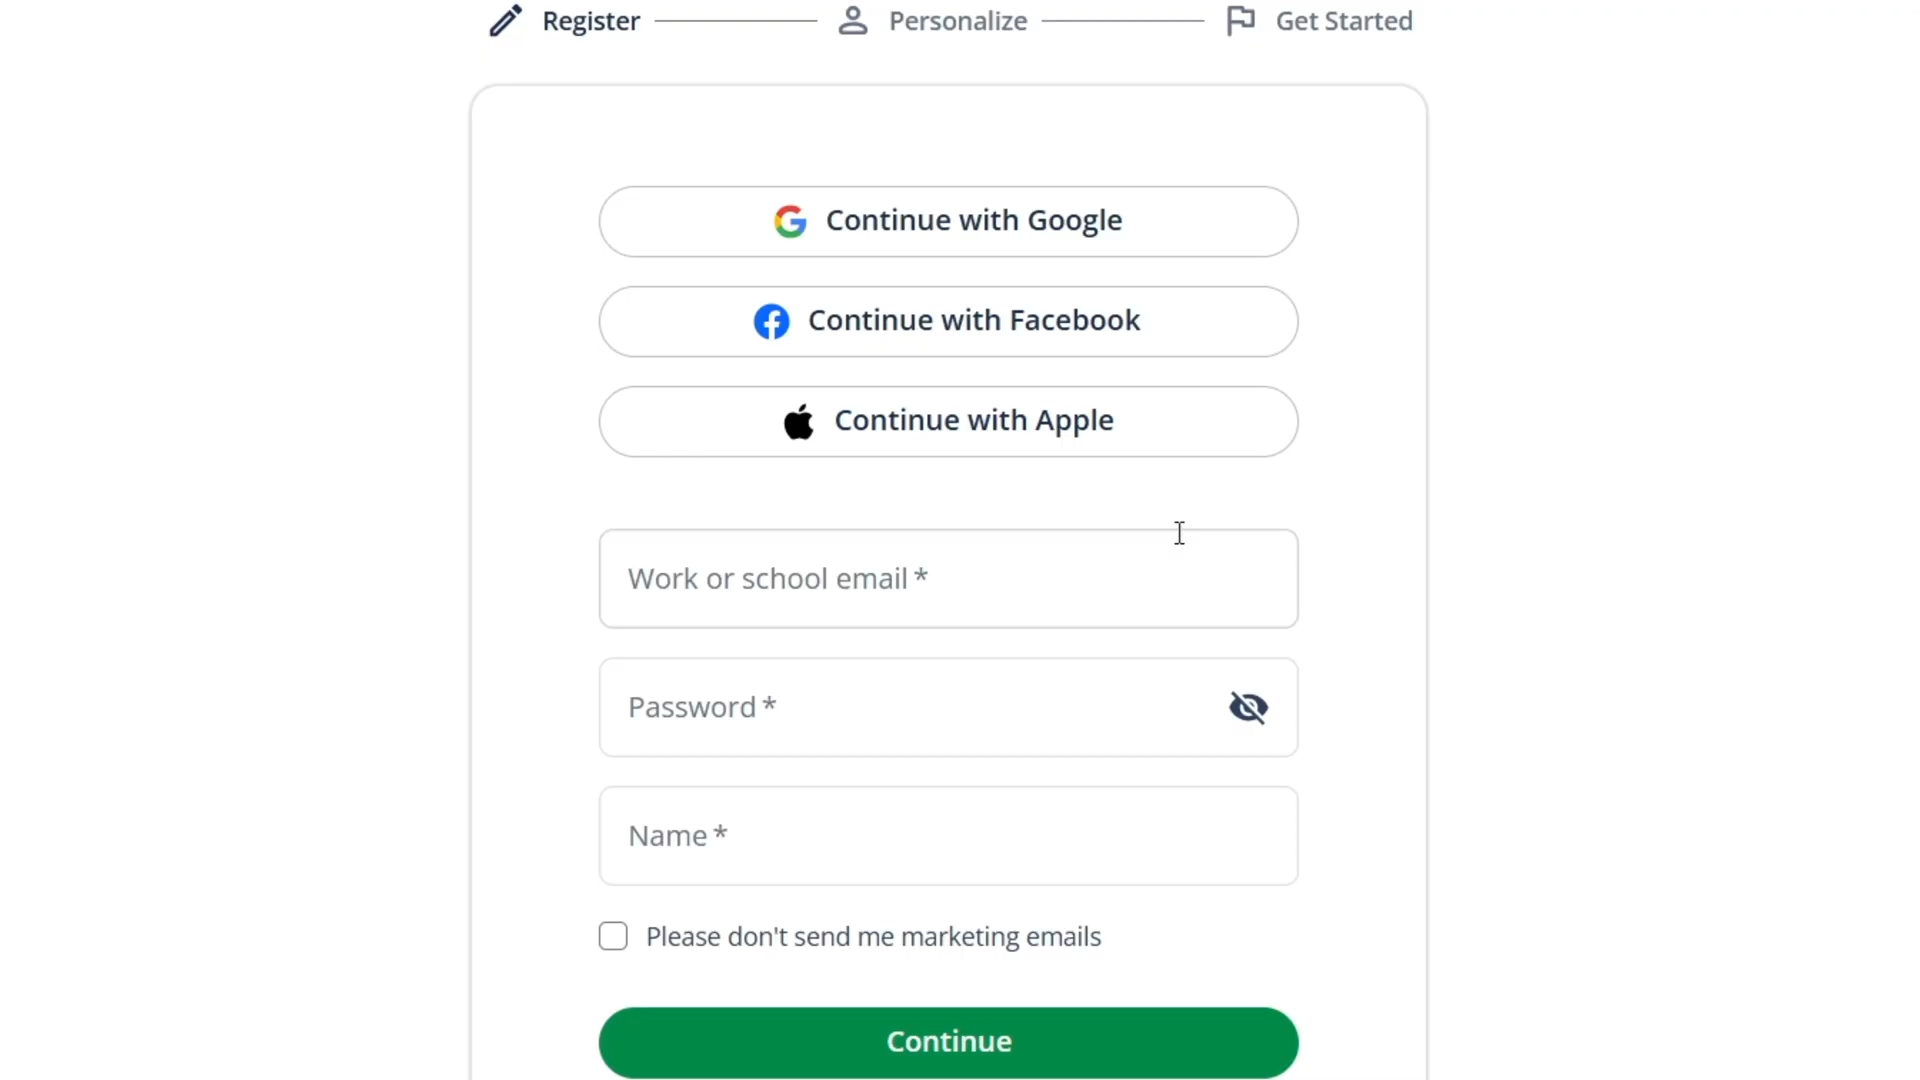 Register
Personalize
Get Started
Continue with Google
Continue with Facebook
Continue with Apple
Work or school email *
Password *
Name *
Please don't send me marketing emails
Continue